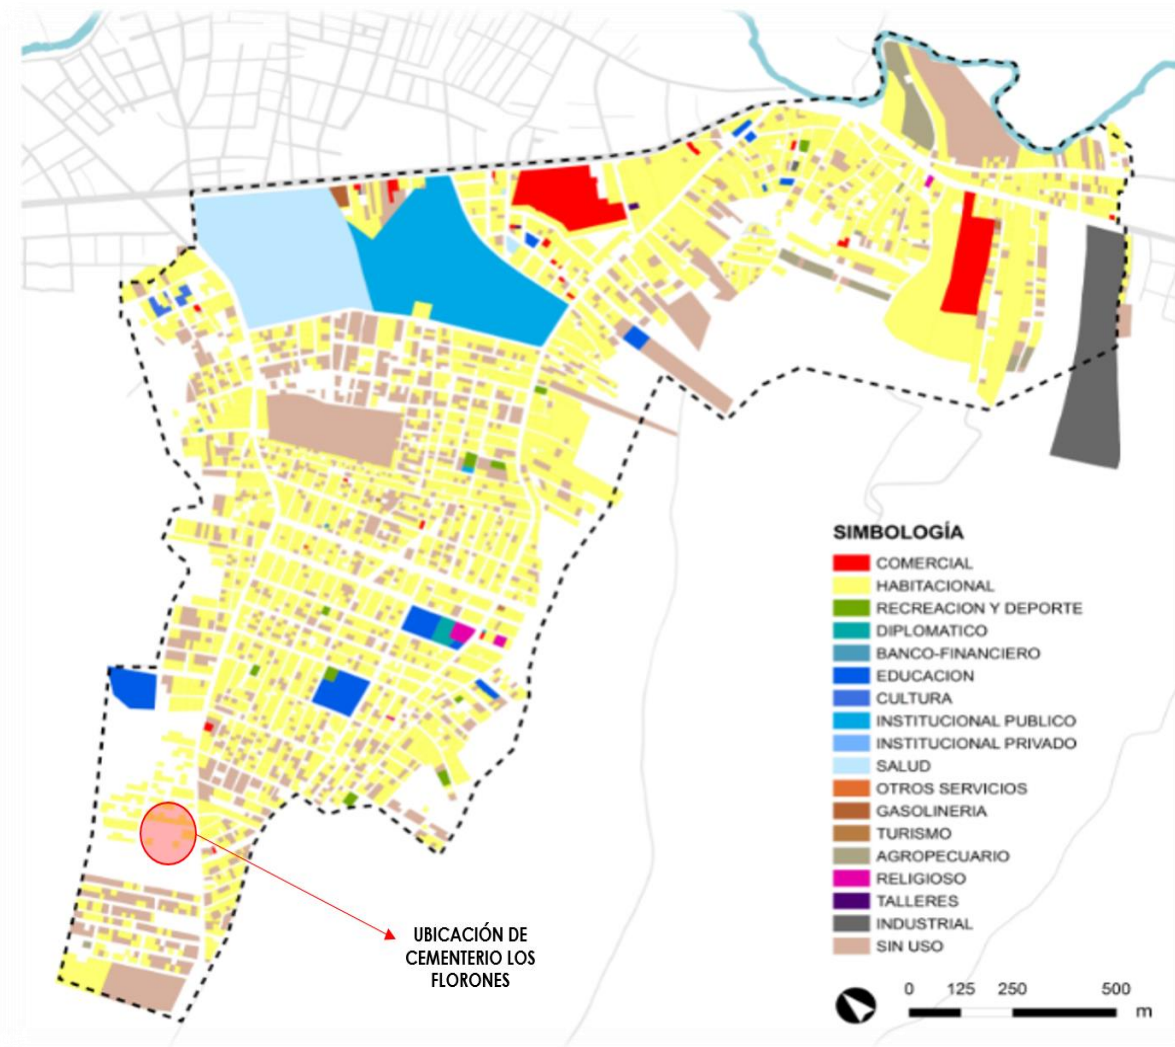 SIMBOLOGÍA
COMERCIAL
HABITACIONAL
RECREACION Y DEPORTE
DIPLOMATICO
BANCO-FINANCIERO
EDUCACION
CULTURA
INSTITUCIONAL PUBLICO
INSTITUCIONAL PRIVADO
SALUD
OTROS SERVICIOS
GASOLINERIA
TURISMO
AGROPECUARIO
RELIGIOSO
TALLERES
INDUSTRIAL
SIN USO
UBICACIÓN DE
CEMENTERIO LOS
FLORONES
0 125 250 500
m